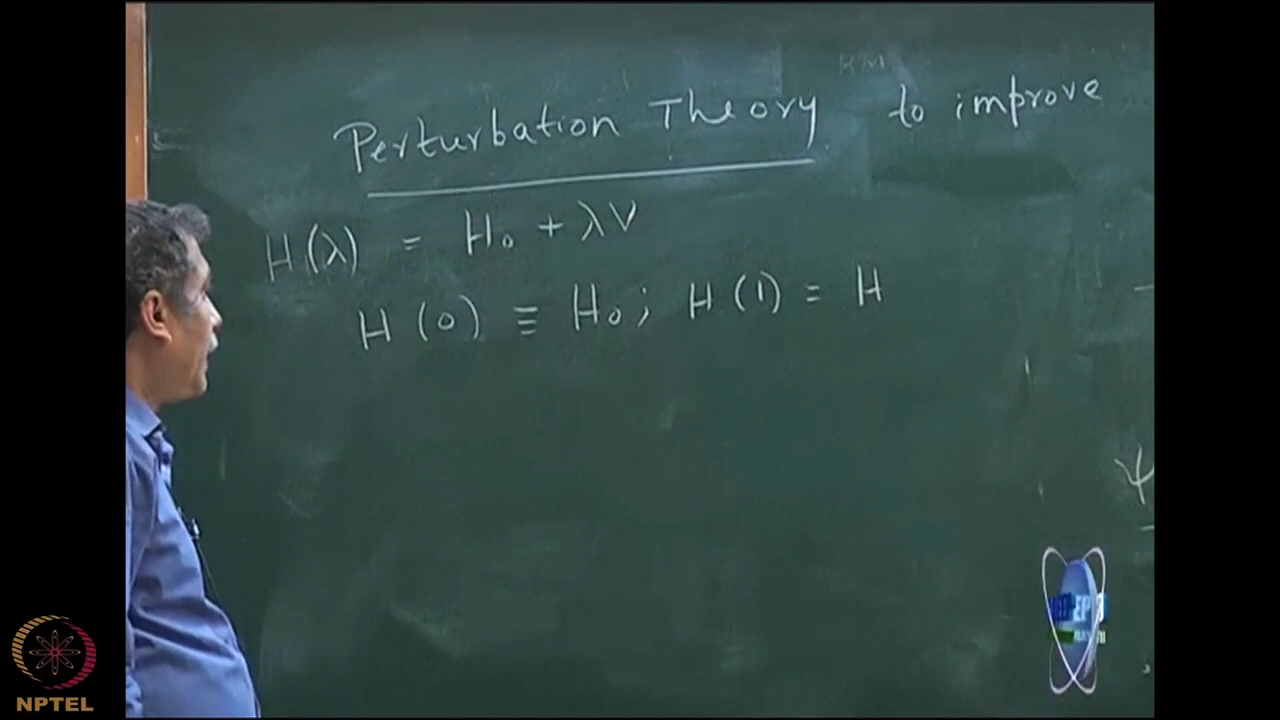 Perturbation Theory to improve
H(λ) = H₀ + λV
H(0) ≡ H₀; H(1) = H
ψ
NPTEL